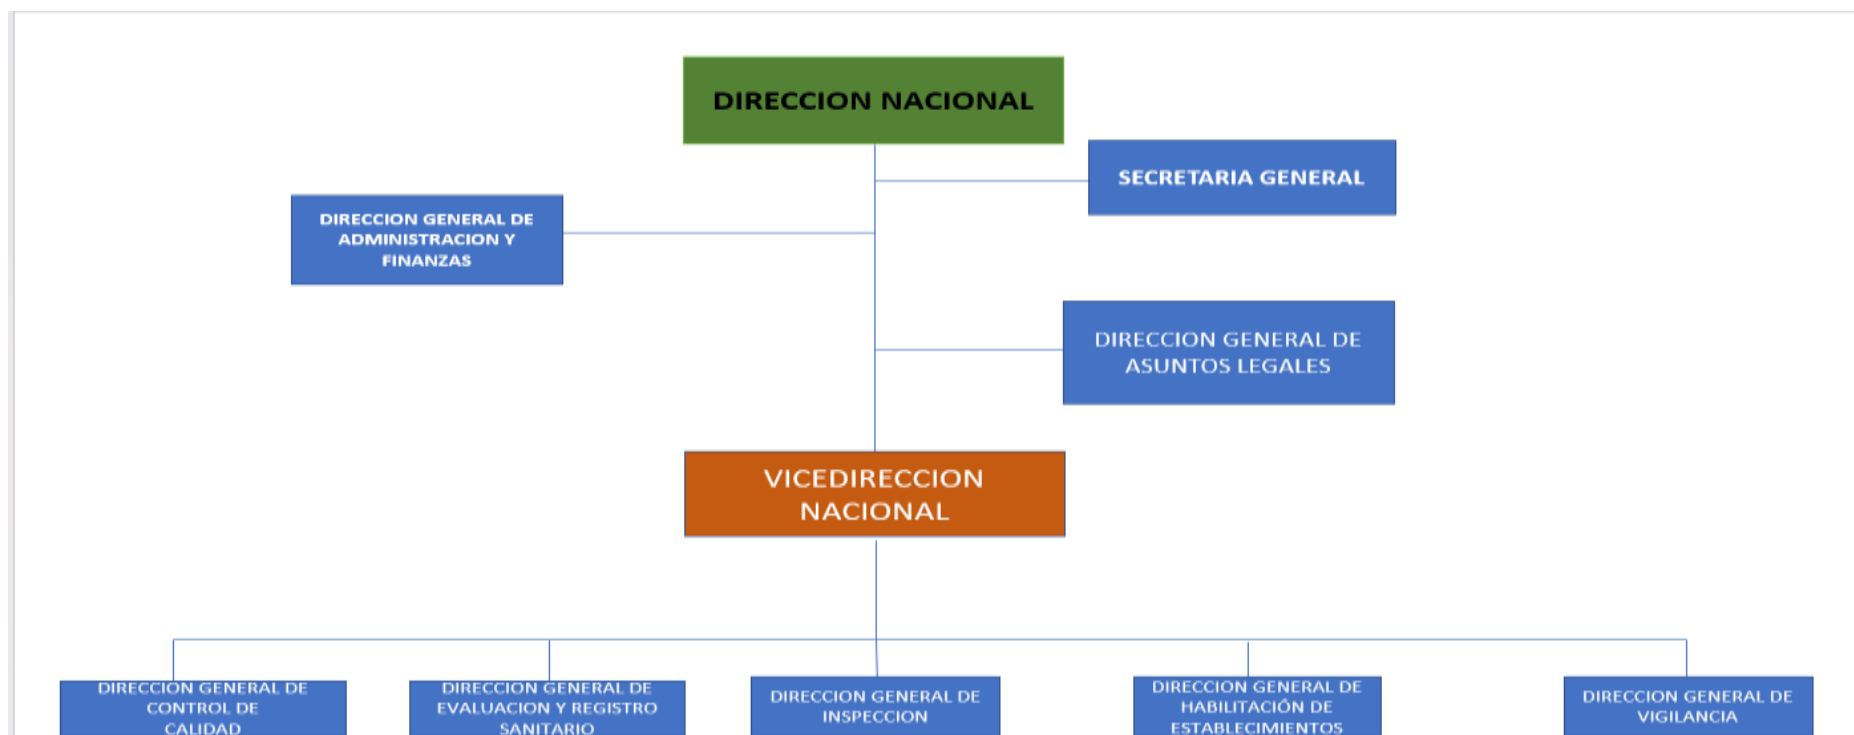 DIRECCION NACIONAL
SECRETARIA GENERAL
DIRECCION GENERAL DE
ADMINISTRACION Y
FINANZAS
DIRECCION GENERAL DE
ASUNTOS LEGALES
VICEDIRECCION
NACIONAL
DIRECCION GENERAL DE
CONTROL DE
CALIDAD
DIRECCION GENERAL DE
EVALUACION Y REGISTRO
SANITARIO
DIRECCION GENERAL DE
INSPECCION
DIRECCION GENERAL DE
HABILITACIÓN DE
ESTABLECIMIENTOS
DIRECCION GENERAL DE
VIGILANCIA